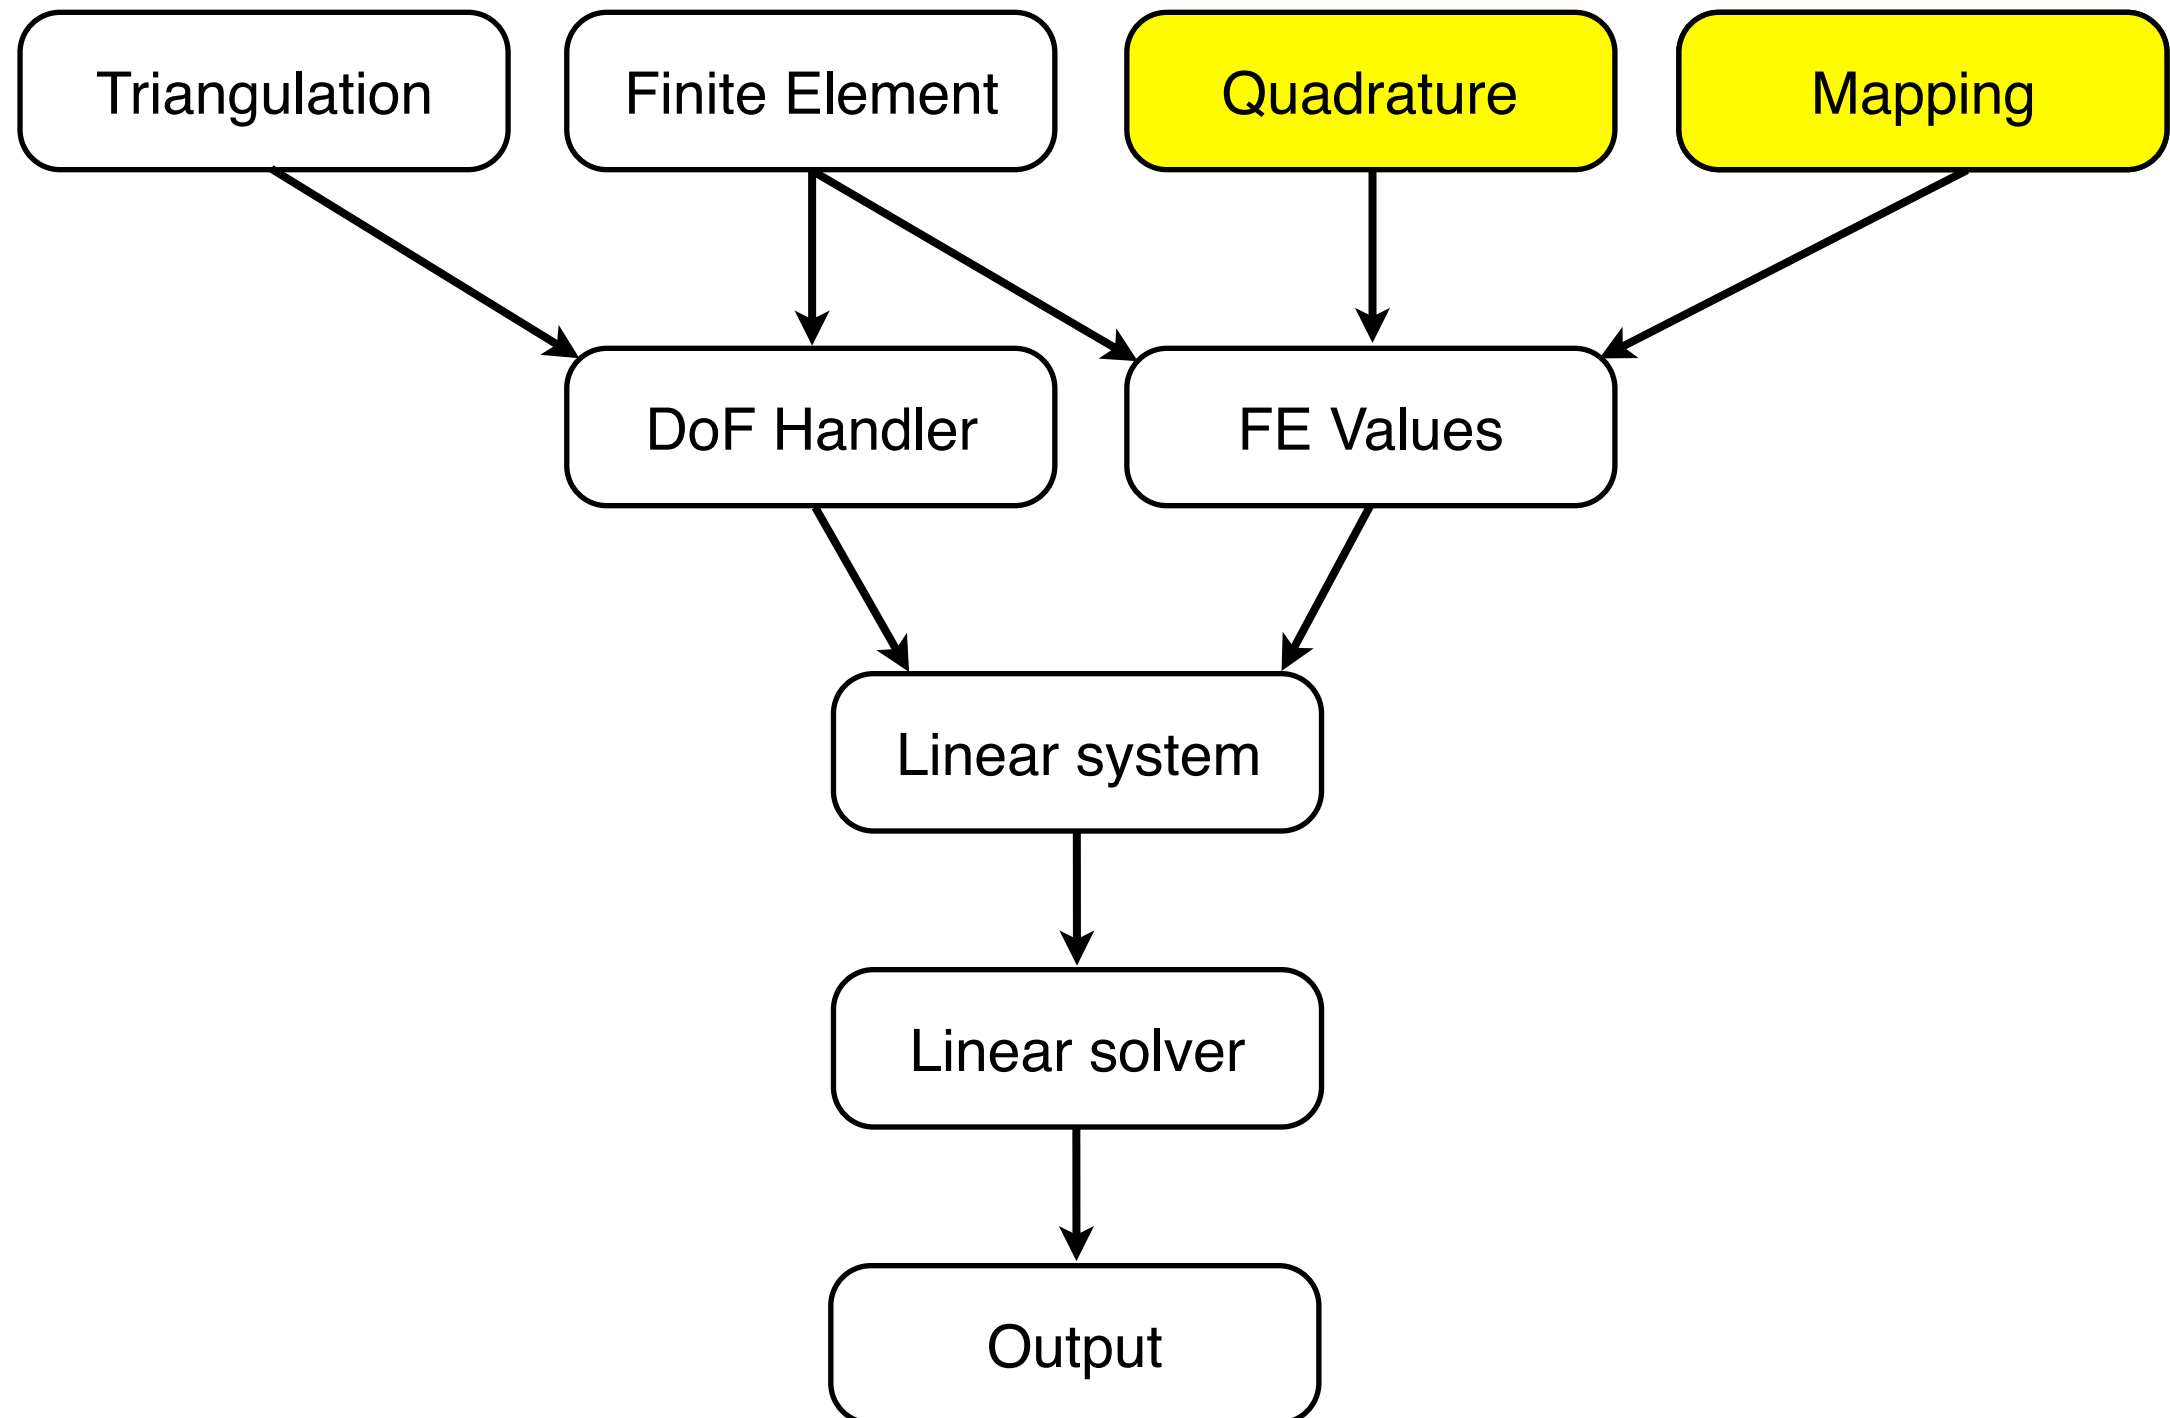 Triangulation
Finite Element
Quadrature
Mapping
DoF Handler
FE Values
Linear system
Linear solver
Output